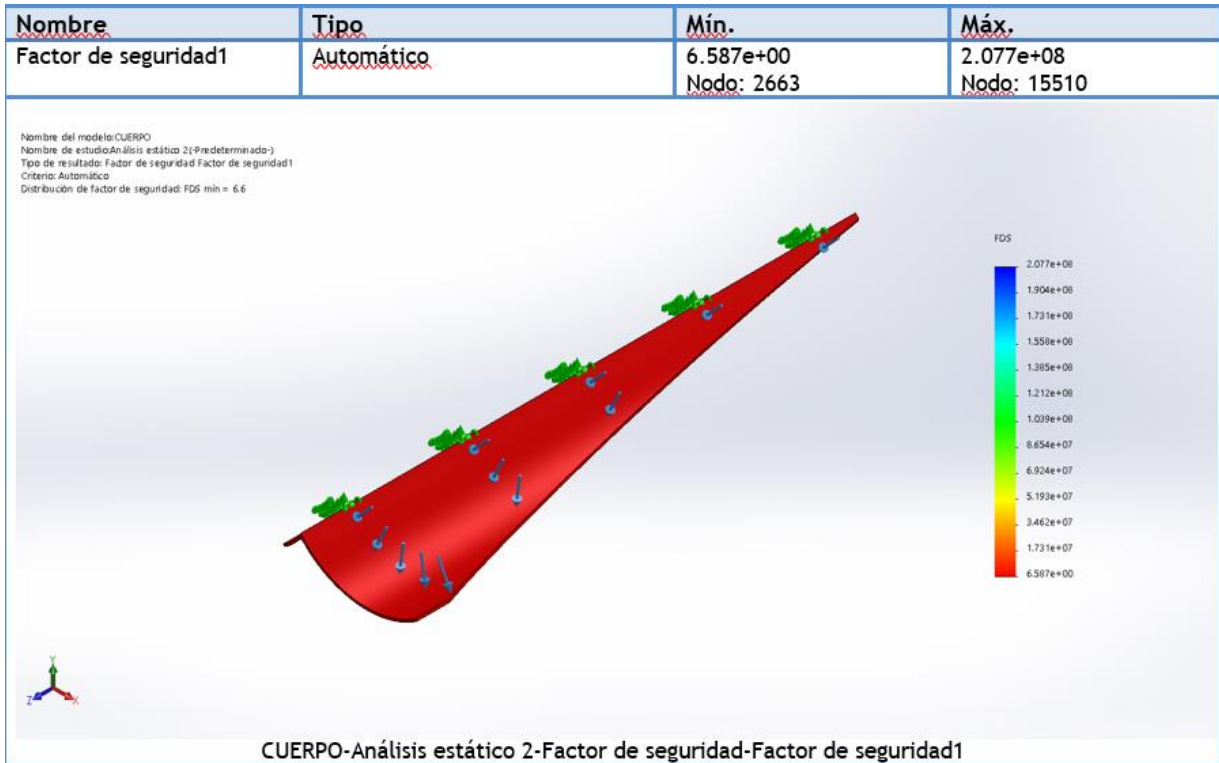 Nombre Tipo Mín. Máx.
Factor de seguridad1 Automático 6.587e+00 2.077e+08
Nodo: 2663 Nodo: 15510
Nombre del modelo:CUERPO
Nombre de estudio:Análisis estático 2(-Predeterminado-)
Tipo de resultado: Factor de seguridad Factor de seguridad1
Criterio: Automático
Distribución de factor de seguridad: FDS mín = 6.6
FDS
2.077e+08
1.904e+08
1.731e+08
1.558e+08
1.385e+08
1.212e+08
1.039e+08
8.654e+07
6.924e+07
5.193e+07
3.462e+07
1.731e+07
6.587e+00
Y
Z
X
CUERPO-Análisis estático 2-Factor de seguridad-Factor de seguridad1